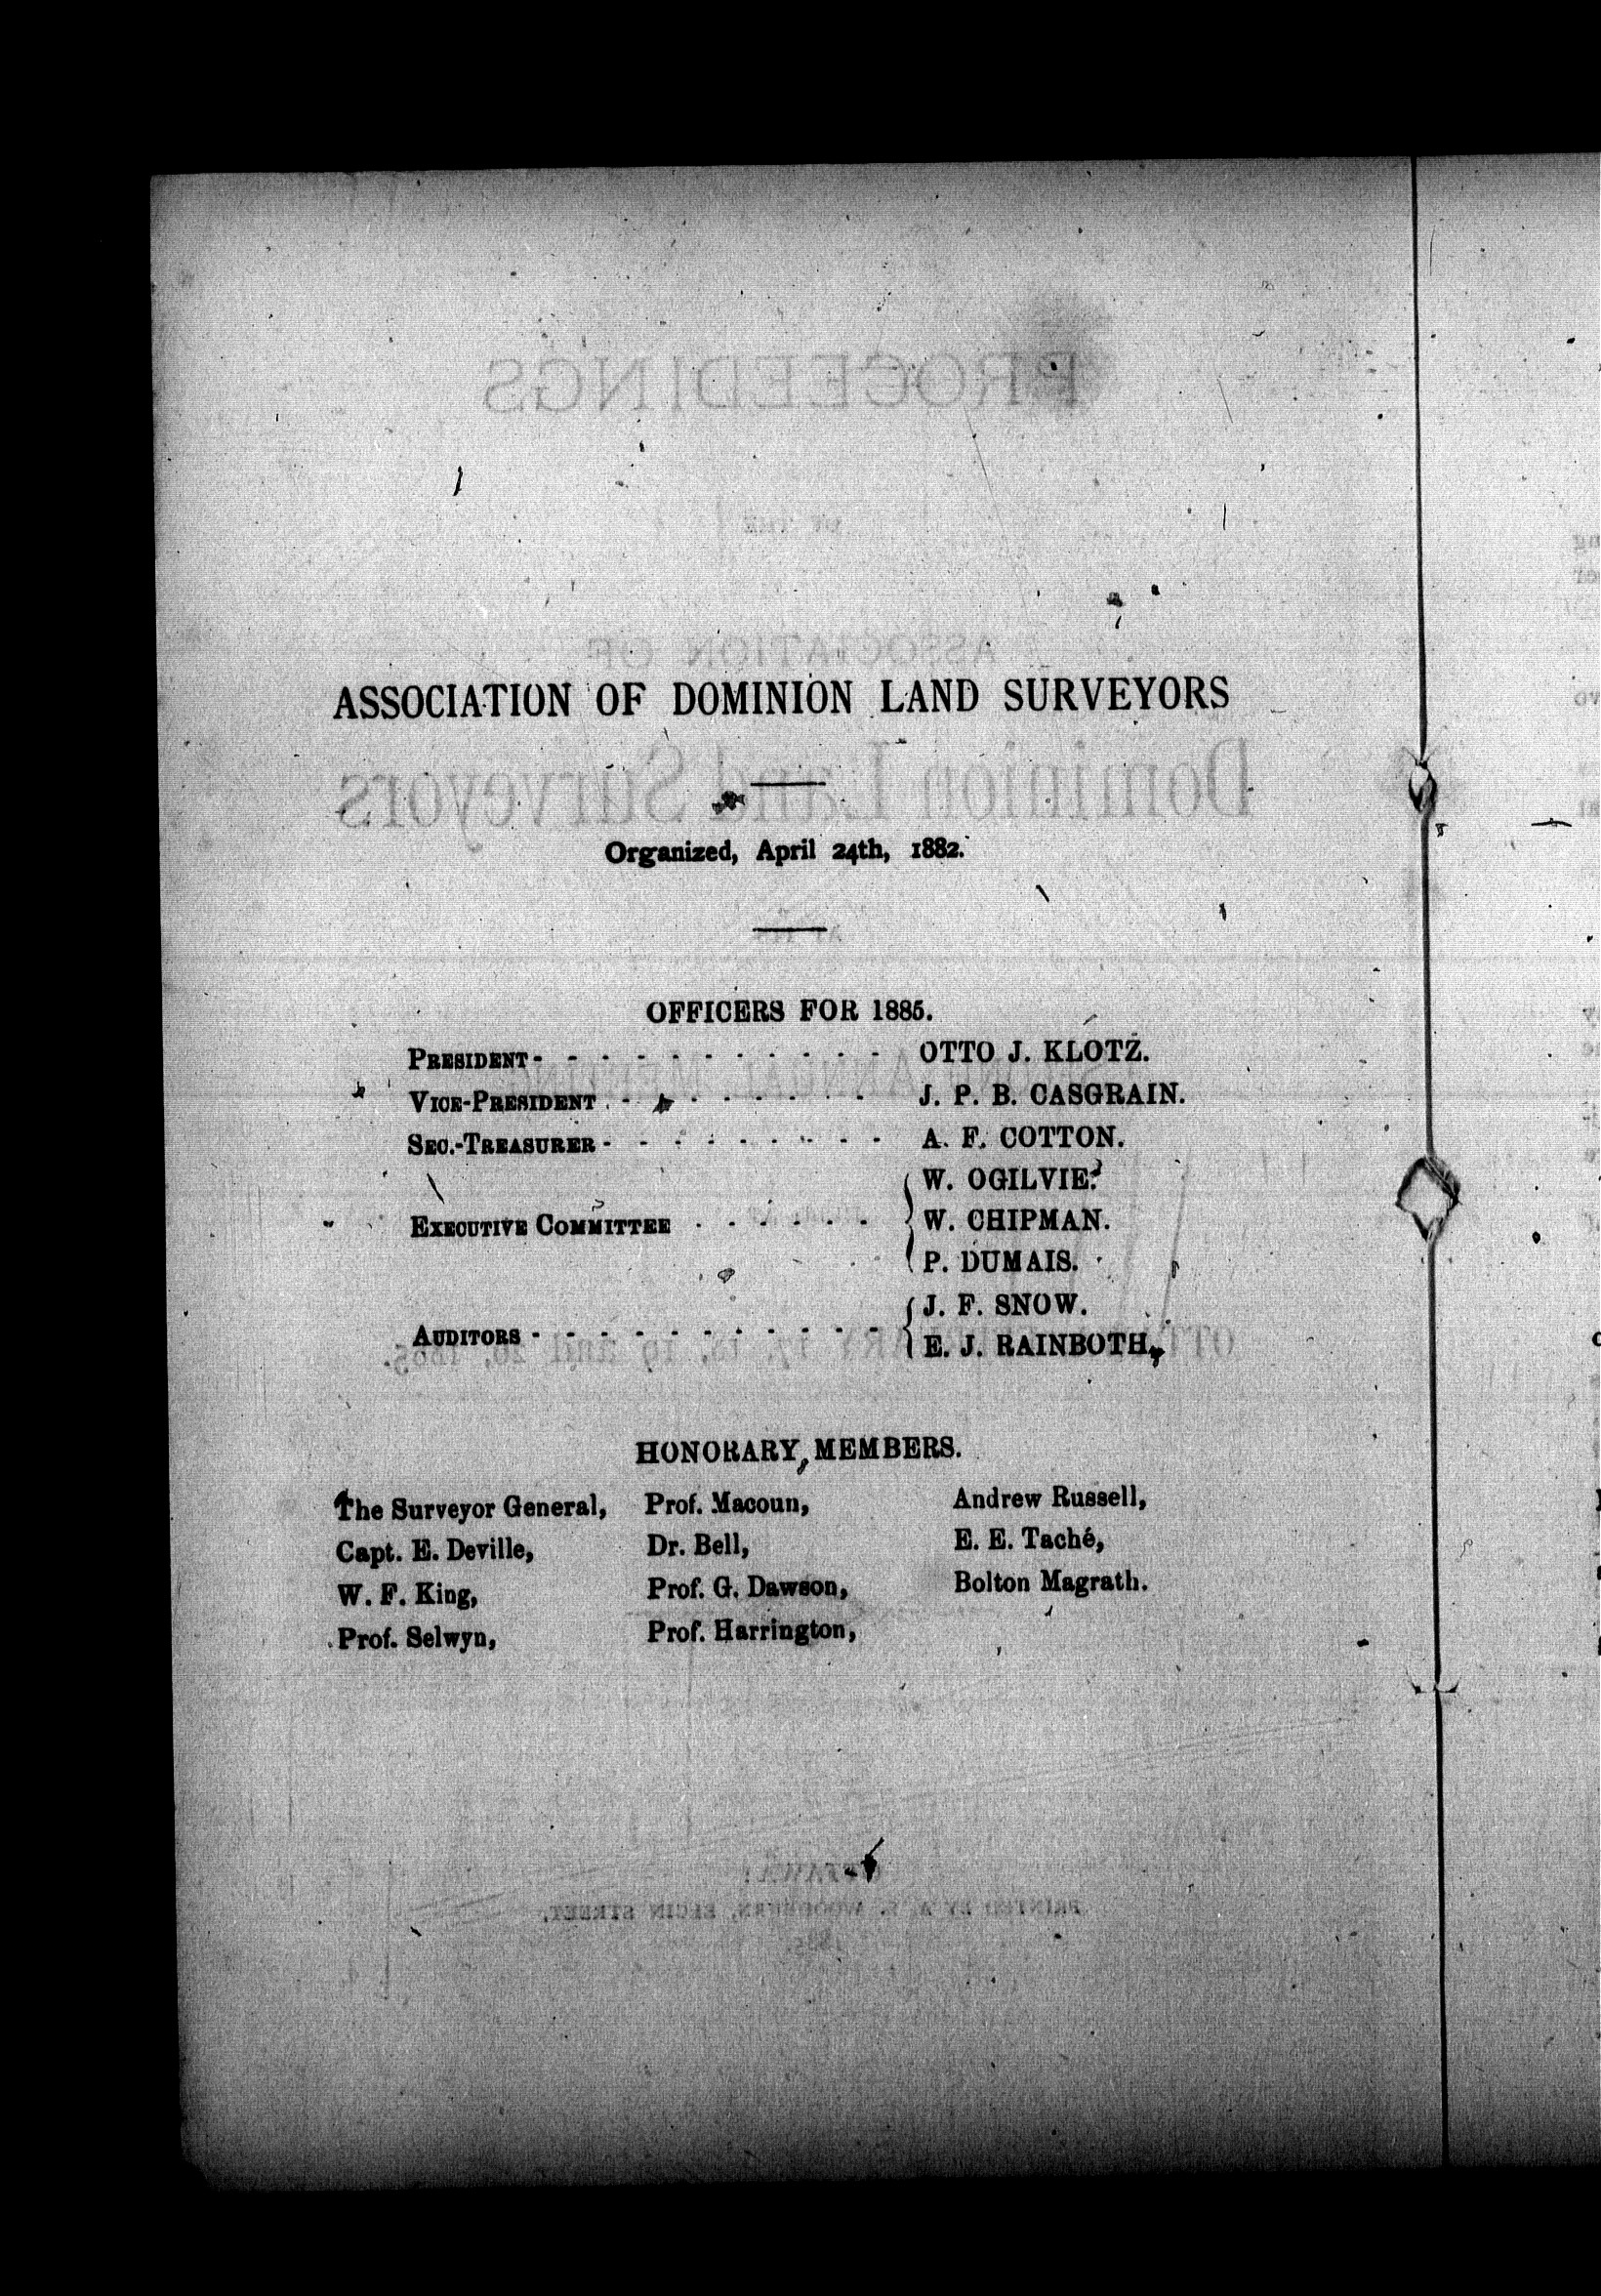 ASSOCIATION OF DOMINION LAND SURVEYORS
Organized, April 24th, 1882.
OFFICERS FOR 1885.
PRESIDENT - - - - - - - - - - - OTTO J. KLOTZ.
VICE-PRESIDENT - - - - - - - - J. P. B. CASGRAIN.
SEC.-TREASURER - - - - - - - - - A. F. COTTON.
W. OGILVIE.
EXECUTIVE COMMITTEE - - - - - - W. CHIPMAN.
P. DUMAIS.
J. F. SNOW.
AUDITORS - - - - - - - - - - - E. J. RAINBOTH.
HONORARY MEMBERS.
The Surveyor General, Prof. Macoun, Andrew Russell,
Capt. E. Deville, Dr. Bell, E. E. Taché,
W. F. King, Prof. G. Dawson, Bolton Magrath.
Prof. Selwyn, Prof. Harrington,